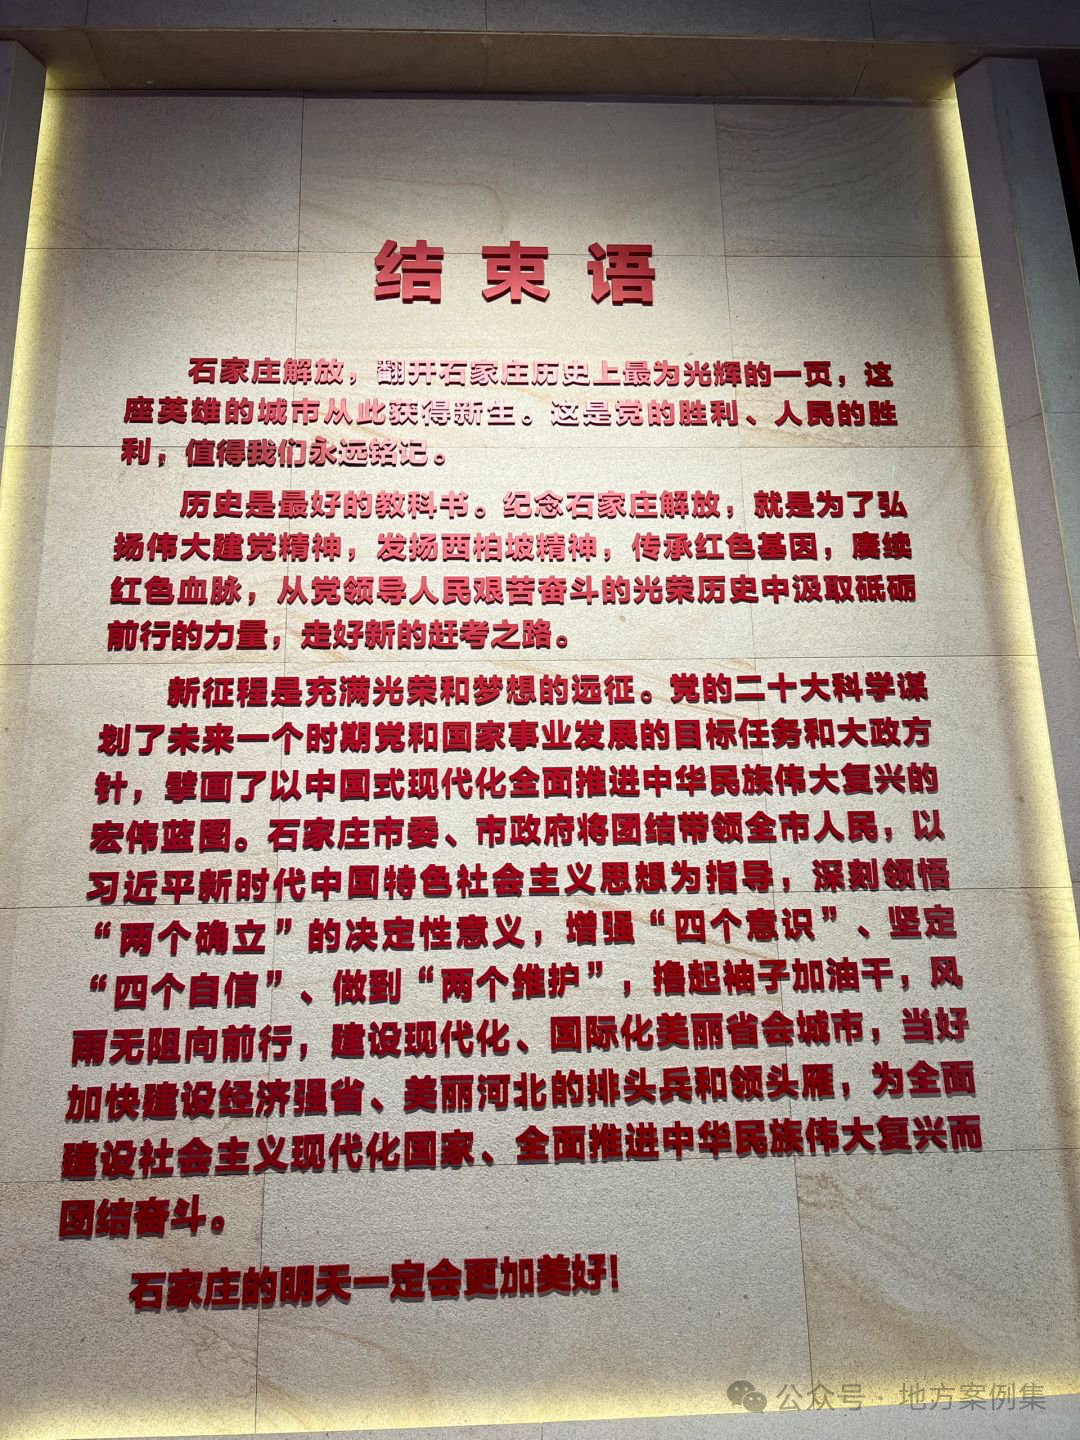 结束语
石家庄解放，翻开石家庄历史上最为光辉的一页，这
座英雄的城市从此获得新生。这是党的胜利、人民的胜
利，值得我们永远铭记。
历史是最好的教科书。纪念石家庄解放，就是为了弘
扬伟大建党精神，发扬西柏坡精神，传承红色基因，赓续
红色血脉，从党领导人民艰苦奋斗的光荣历史中汲取砥砺
前行的力量，走好新的赶考之路。
新征程是充满光荣和梦想的远征。党的二十大科学谋
划了未来一个时期党和国家事业发展的目标任务和大政方
针，擘画了以中国式现代化全面推进中华民族伟大复兴的
宏伟蓝图。石家庄市委、市政府将团结带领全市人民，以
习近平新时代中国特色社会主义思想为指导，深刻领悟
“两个确立”的决定性意义，增强“四个意识”、坚定
“四个自信”、做到“两个维护”，撸起袖子加油干，风
雨无阻向前行，建设现代化、国际化美丽省会城市，当好
加快建设经济强省、美丽河北的排头兵和领头雁，为全面
建设社会主义现代化国家、全面推进中华民族伟大复兴而
团结奋斗。
石家庄的明天一定会更加美好！
公众号·地方案例集